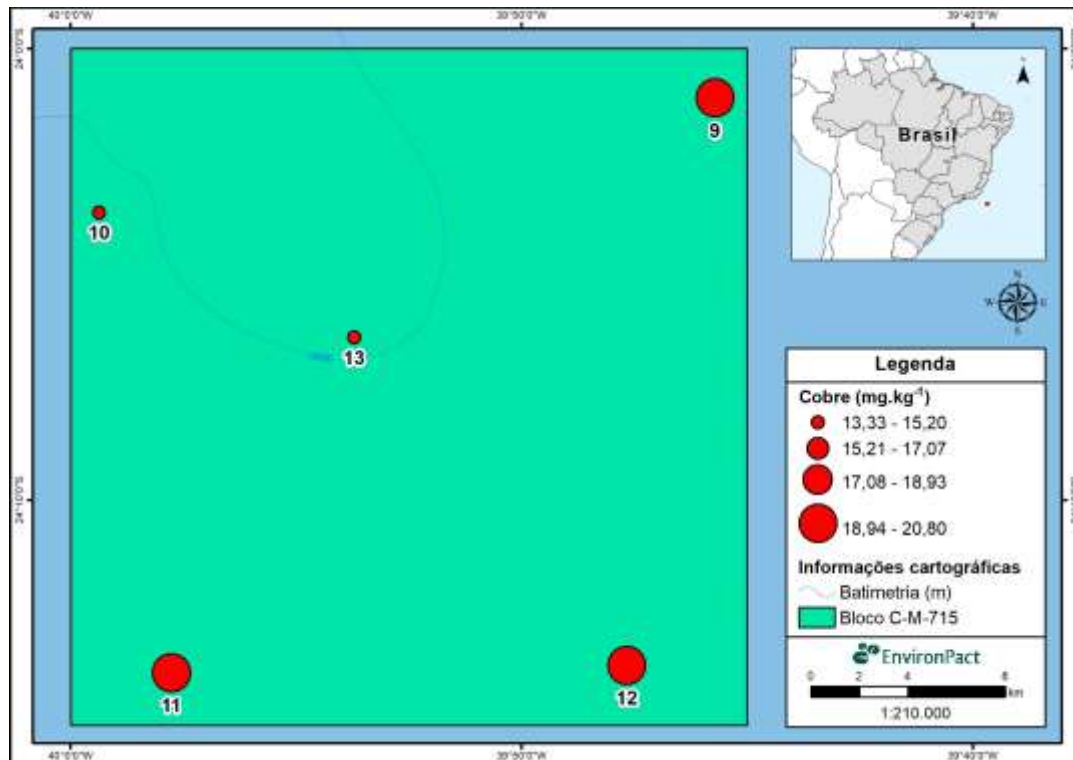 40°0'0"W 39°50'0"W 39°40'0"W
24°0'0"S
9
10
13
11
12
24°10'0"S
Brasil
N
W E
S
Legenda
Cobre (mg.kg⁻¹)
13,33 - 15,20
15,21 - 17,07
17,08 - 18,93
18,94 - 20,80
Informações cartográficas
Batimetria (m)
Bloco C-M-715
EnvironPact
0 2 4 8
km
1:210.000
40°0'0"W 39°50'0"W 39°40'0"W